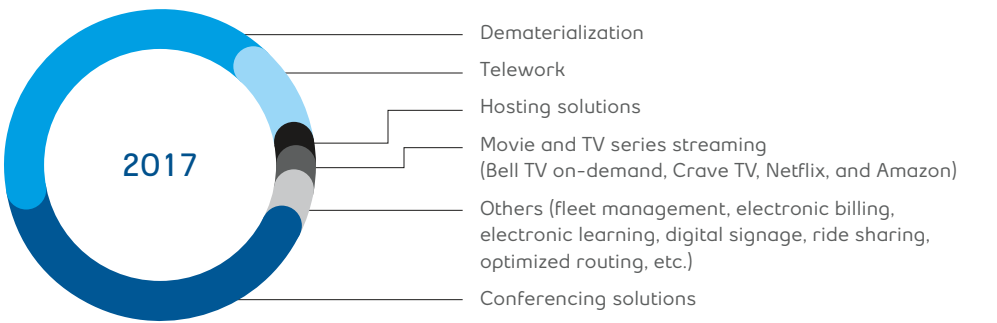 2017
Dematerialization
Telework
Hosting solutions
Movie and TV series streaming
(Bell TV on-demand, Crave TV, Netflix, and Amazon)
Others (fleet management, electronic billing,
electronic learning, digital signage, ride sharing,
optimized routing, etc.)
Conferencing solutions